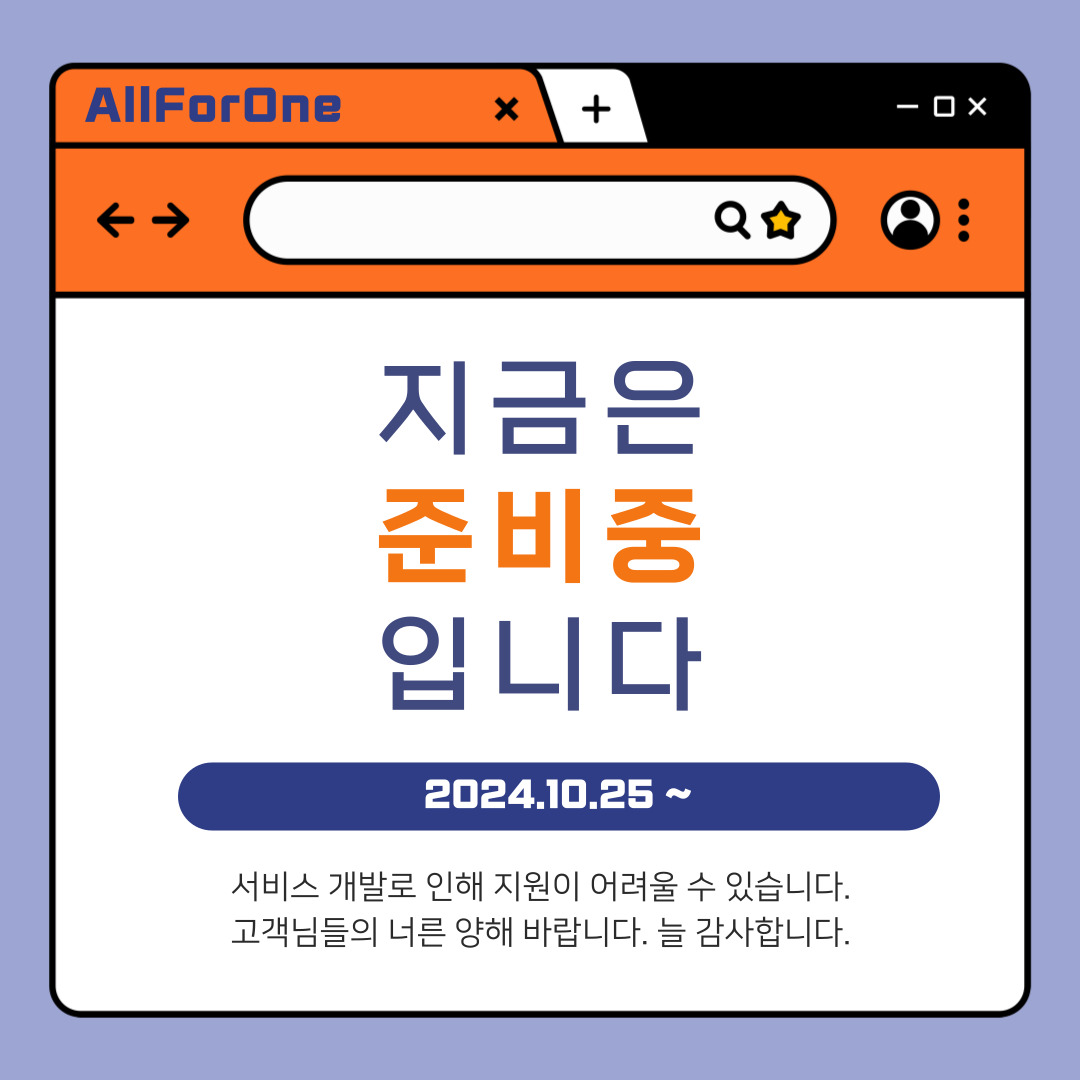 AllForOne
지금은
준비중
입니다
2024.10.25 ~
서비스 개발로 인해 지원이 어려울 수 있습니다.
고객님들의 너른 양해 바랍니다. 늘 감사합니다.